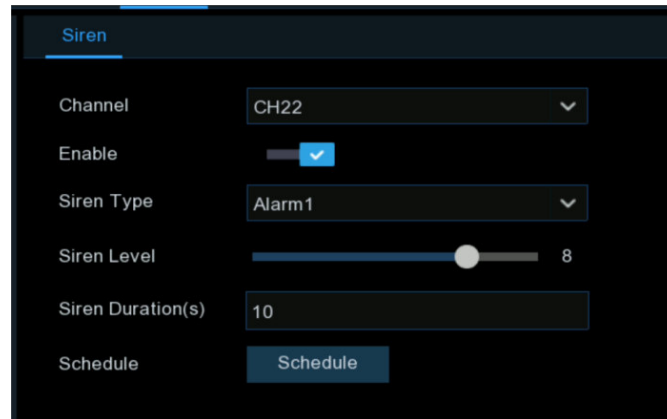 Siren
Channel CH22
Enable
Siren Type Alarm1
Siren Level 8
Siren Duration(s) 10
Schedule Schedule